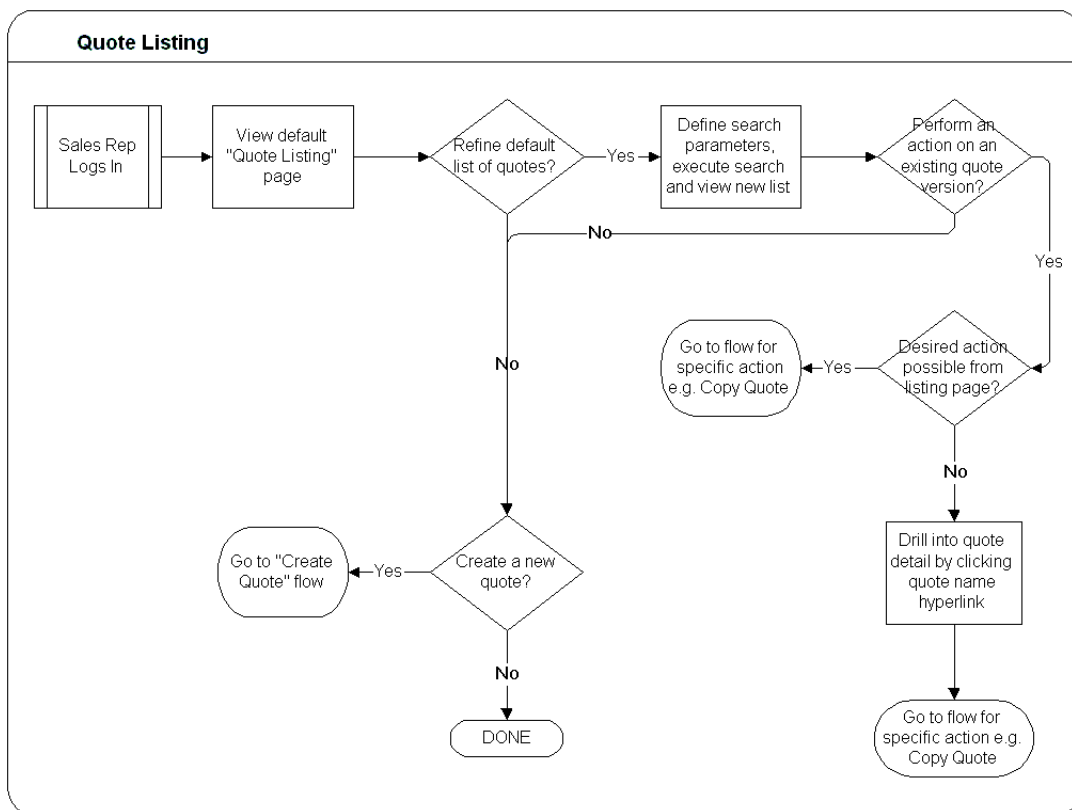 Quote Listing
Sales Rep
Logs In
View default
"Quote Listing"
page
Refine default
list of quotes?
Yes
Define search
parameters,
execute search
and view new list
Perform an
action on an
existing quote
version?
No
Yes
No
Go to flow for
specific action
e.g. Copy Quote
Yes
Desired action
possible from
listing page?
No
Go to "Create
Quote" flow
Yes
Create a new
quote?
Drill into quote
detail by clicking
quote name
hyperlink
No
DONE
Go to flow for
specific action e.g.
Copy Quote